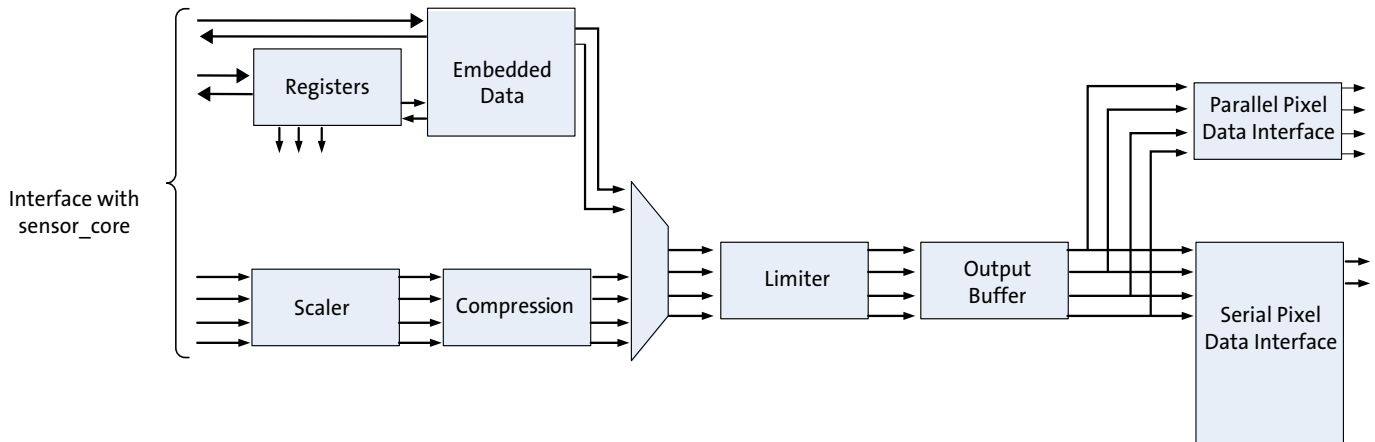 Embedded
Data
Registers
Parallel Pixel
Data Interface
Interface with
sensor_core
Scaler
Compression
Limiter
Output
Buffer
Serial Pixel
Data Interface